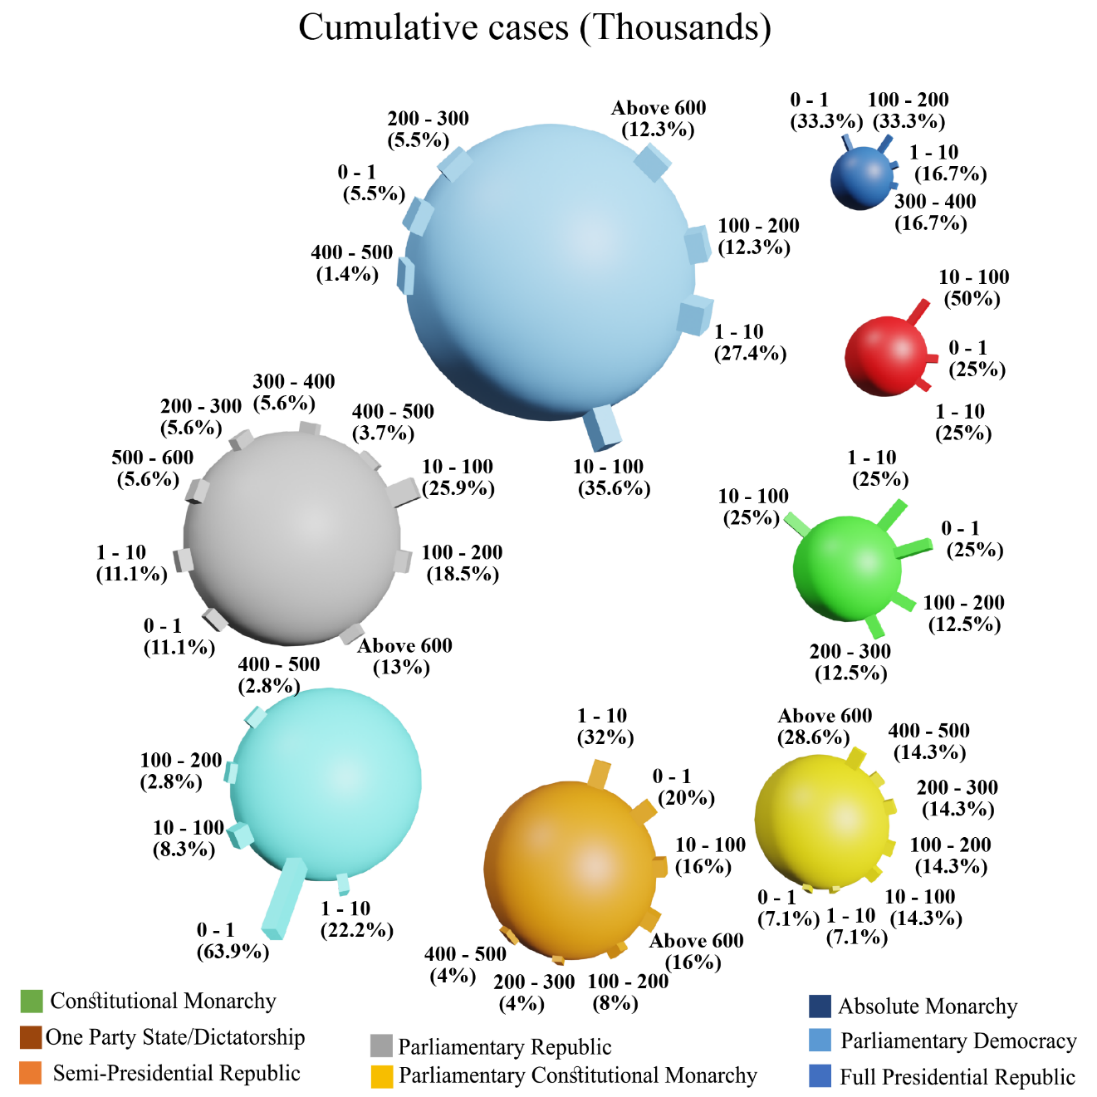 Cumulative cases (Thousands)
200 - 300
(5.5%)
Above 600
(12.3%)
0 - 1
(5.5%)
400 - 500
(1.4%)
100 - 200
(12.3%)
1 - 10
(27.4%)
10 - 100
(35.6%)
0 - 1
(33.3%)
100 - 200
(33.3%)
1 - 10
(16.7%)
300 - 400
(16.7%)
10 - 100
(50%)
0 - 1
(25%)
1 - 10
(25%)
300 - 400
(5.6%)
200 - 300
(5.6%)
400 - 500
(3.7%)
500 - 600
(5.6%)
10 - 100
(25.9%)
1 - 10
(11.1%)
100 - 200
(18.5%)
0 - 1
(11.1%)
Above 600
(13%)
1 - 10
(25%)
10 - 100
(25%)
0 - 1
(25%)
100 - 200
(12.5%)
200 - 300
(12.5%)
400 - 500
(2.8%)
100 - 200
(2.8%)
10 - 100
(8.3%)
0 - 1
(63.9%)
1 - 10
(22.2%)
1 - 10
(32%)
0 - 1
(20%)
10 - 100
(16%)
Above 600
(16%)
400 - 500
(4%)
200 - 300
(4%)
100 - 200
(8%)
Above 600
(28.6%)
400 - 500
(14.3%)
200 - 300
(14.3%)
100 - 200
(14.3%)
10 - 100
(14.3%)
0 - 1
(7.1%)
1 - 10
(7.1%)
Constitutional Monarchy
One Party State/Dictatorship
Semi-Presidential Republic
Parliamentary Republic
Parliamentary Constitutional Monarchy
Absolute Monarchy
Parliamentary Democracy
Full Presidential Republic